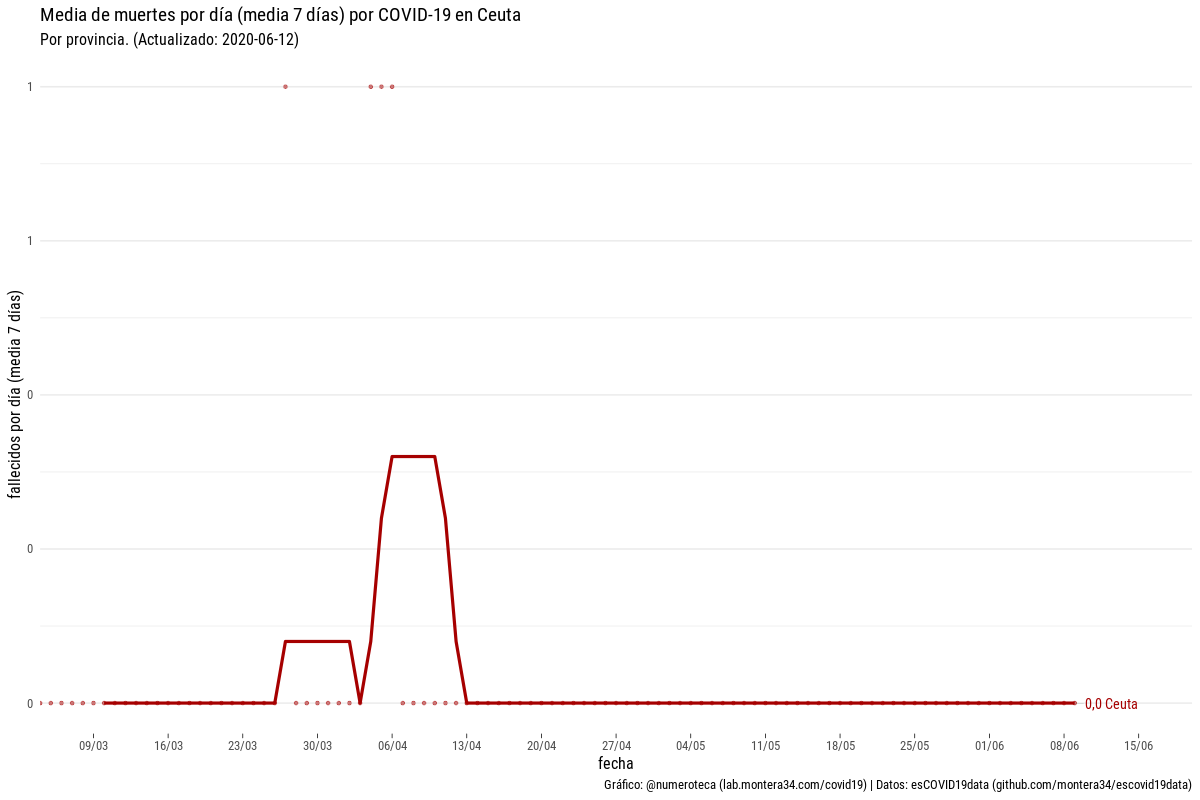 Media de muertes por día (media 7 días) por COVID-19 en Ceuta
Por provincia. (Actualizado: 2020-06-12)
fallecidos por día (media 7 días)
1
1
0
0
0
0,0 Ceuta
09/03 16/03 23/03 30/03 06/04 13/04 20/04 27/04 04/05 11/05 18/05 25/05 01/06 08/06 15/06
fecha
Gráfico: @numeroteca (lab.montera34.com/covid19) | Datos: esCOVID19data (github.com/montera34/escovid19data)